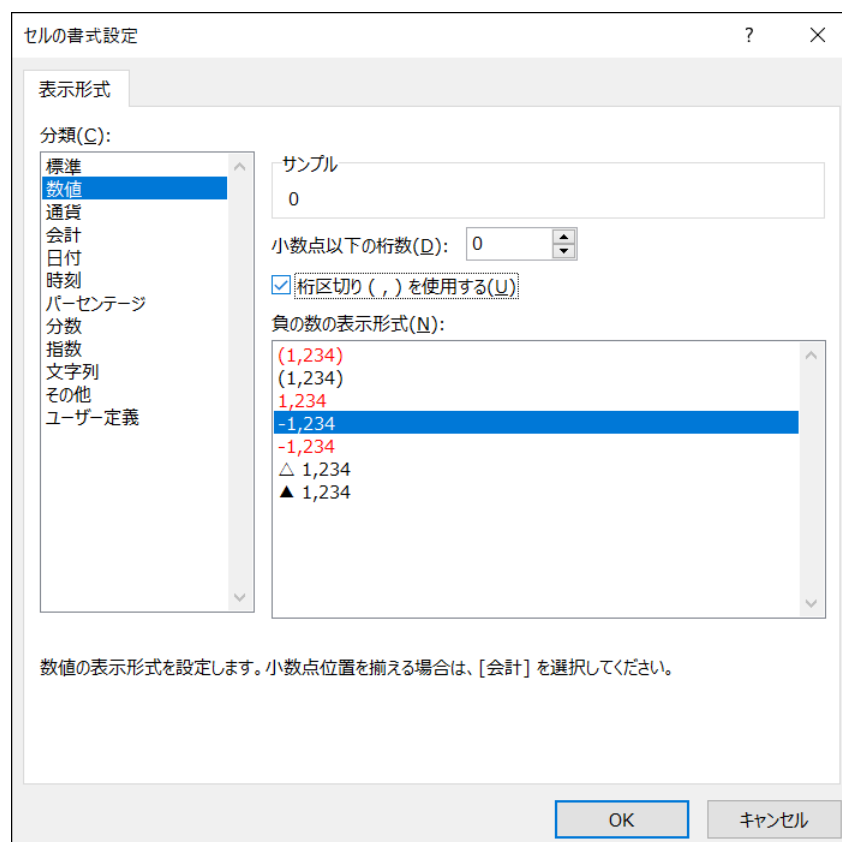 セルの書式設定
表示形式
分類(C):
標準
数値
通貨
会計
日付
時刻
パーセンテージ
分数
指数
文字列
その他
ユーザー定義
サンプル
0
小数点以下の桁数(D): 0
桁区切り ( , ) を使用する(U)
負の数の表示形式(N):
(1,234)
(1,234)
1,234
-1,234
-1,234
△ 1,234
▲ 1,234
数値の表示形式を設定します。小数点位置を揃える場合は、[会計] を選択してください。
OK
キャンセル